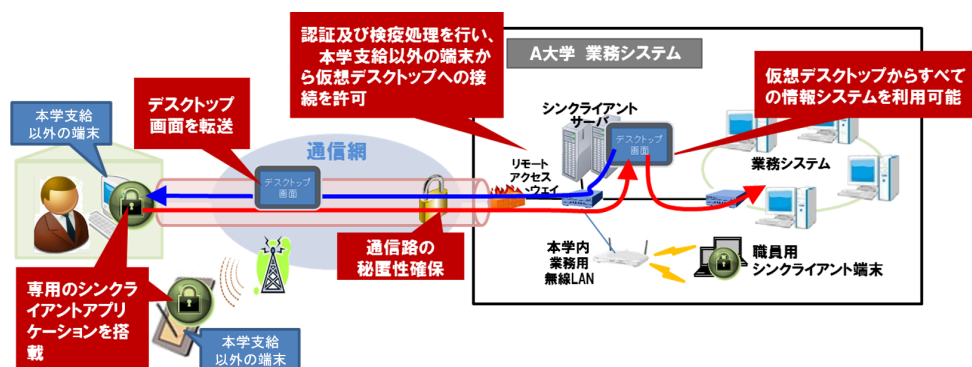 認証及び検疫処理を行い、
本学支給以外の端末か
ら仮想デスクトップへの接
続を許可
A大学 業務システム
仮想デスクトップからすべて
の情報システムを利用可能
デスクトップ
画面を転送
本学支給
以外の端末
通信網
シンクライアント
サーバ
デスクトップ
画面
業務システム
リモート
アクセス
ウェイ
デスクトップ
画面
通信路の
秘匿性確保
本学内
業務用
無線LAN
職員用
シンクライアント端末
専用のシンクラ
イアントアプリ
ケーションを搭
載
本学支給
以外の端末